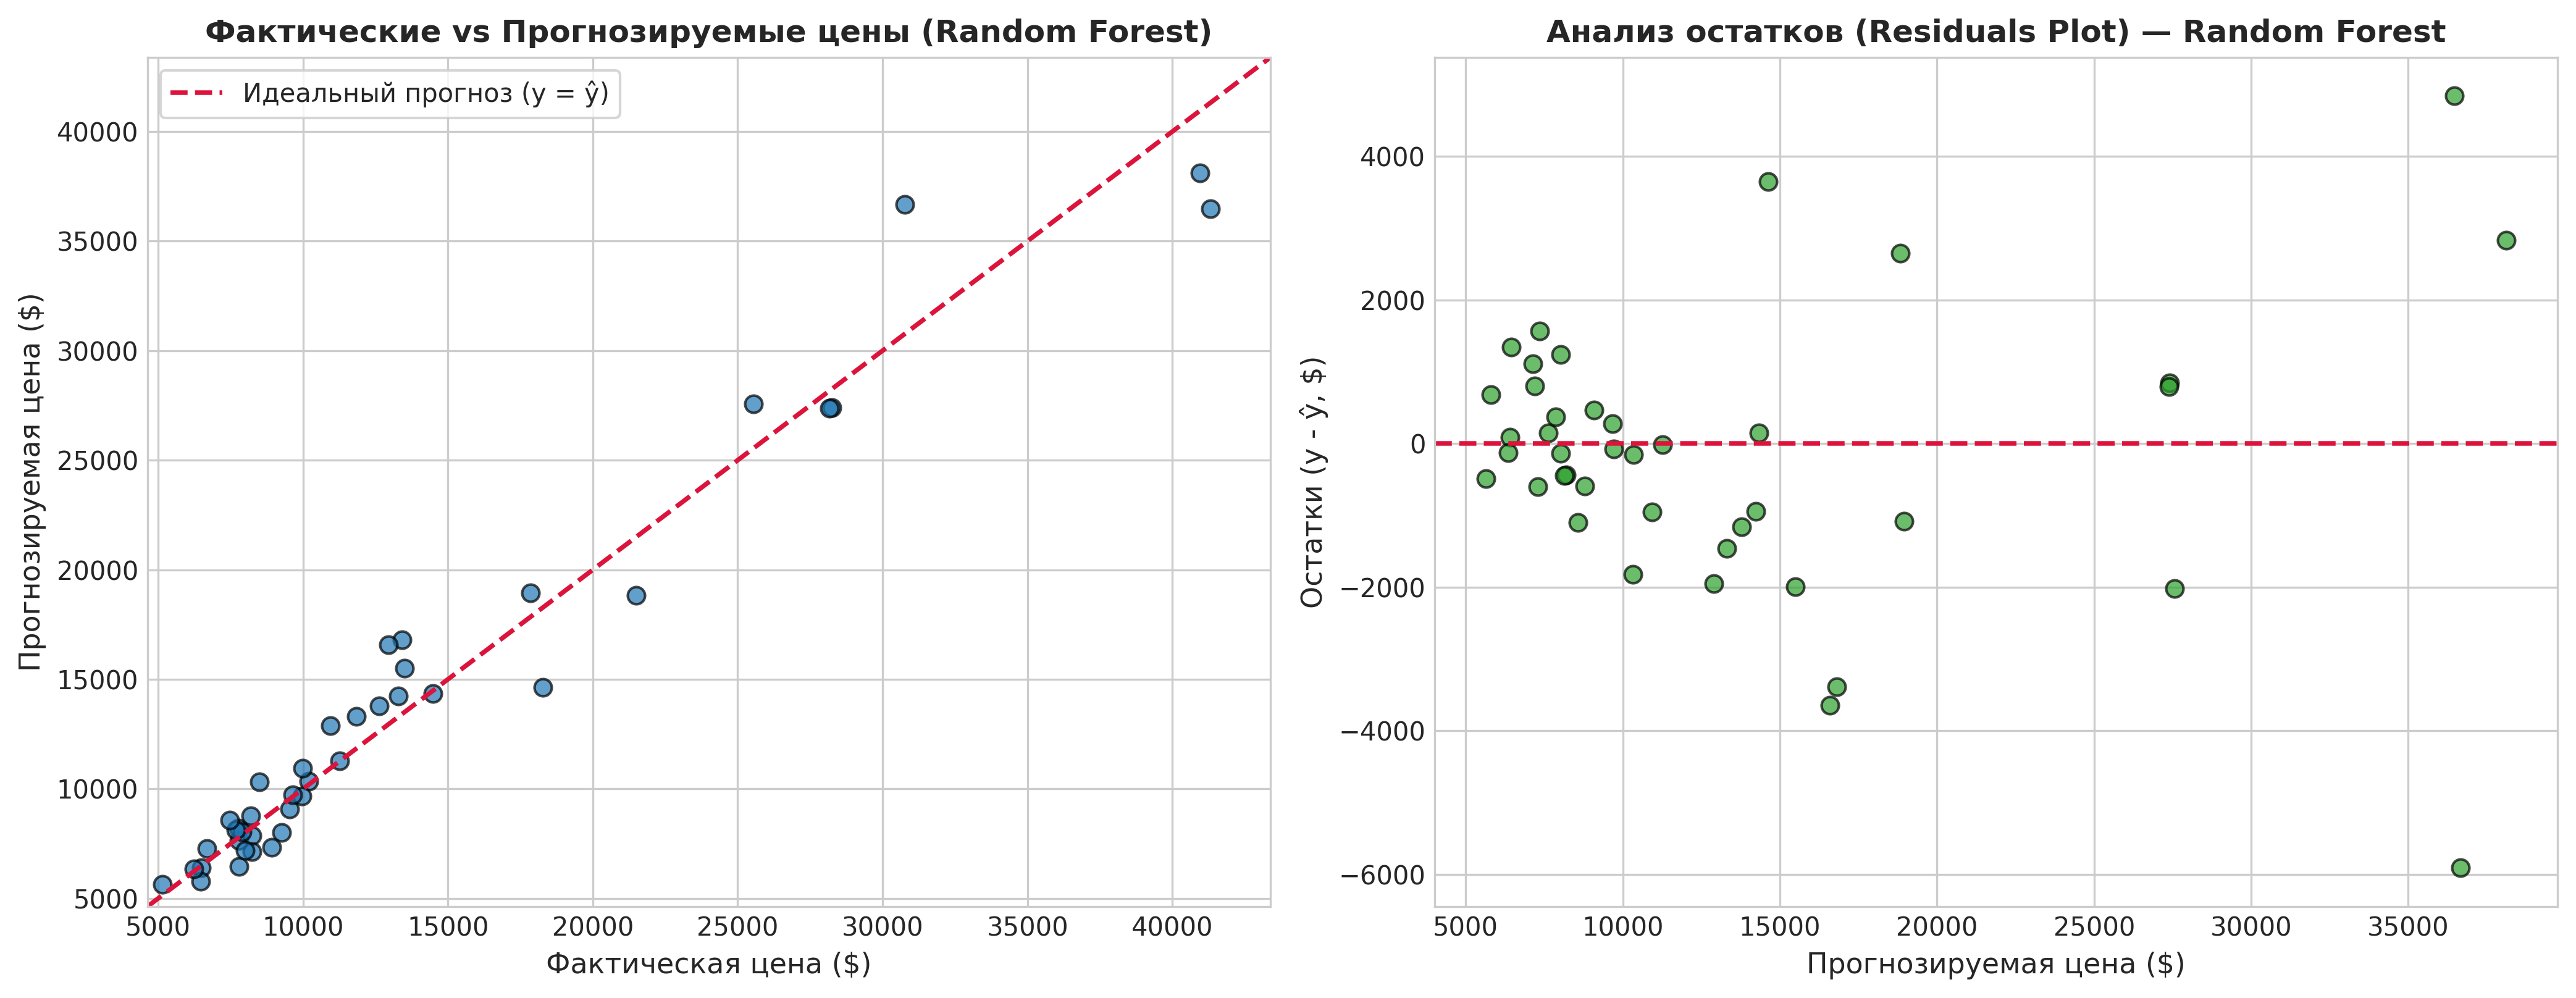 Фактические vs Прогнозируемые цены (Random Forest)
Идеальный прогноз (y = ŷ)
Прогнозируемая цена ($)
40000
35000
30000
25000
20000
15000
10000
5000
5000 10000 15000 20000 25000 30000 35000 40000
Фактическая цена ($)
Анализ остатков (Residuals Plot) — Random Forest
Остатки (y - ŷ, $)
4000
2000
0
−2000
−4000
−6000
5000 10000 15000 20000 25000 30000 35000
Прогнозируемая цена ($)